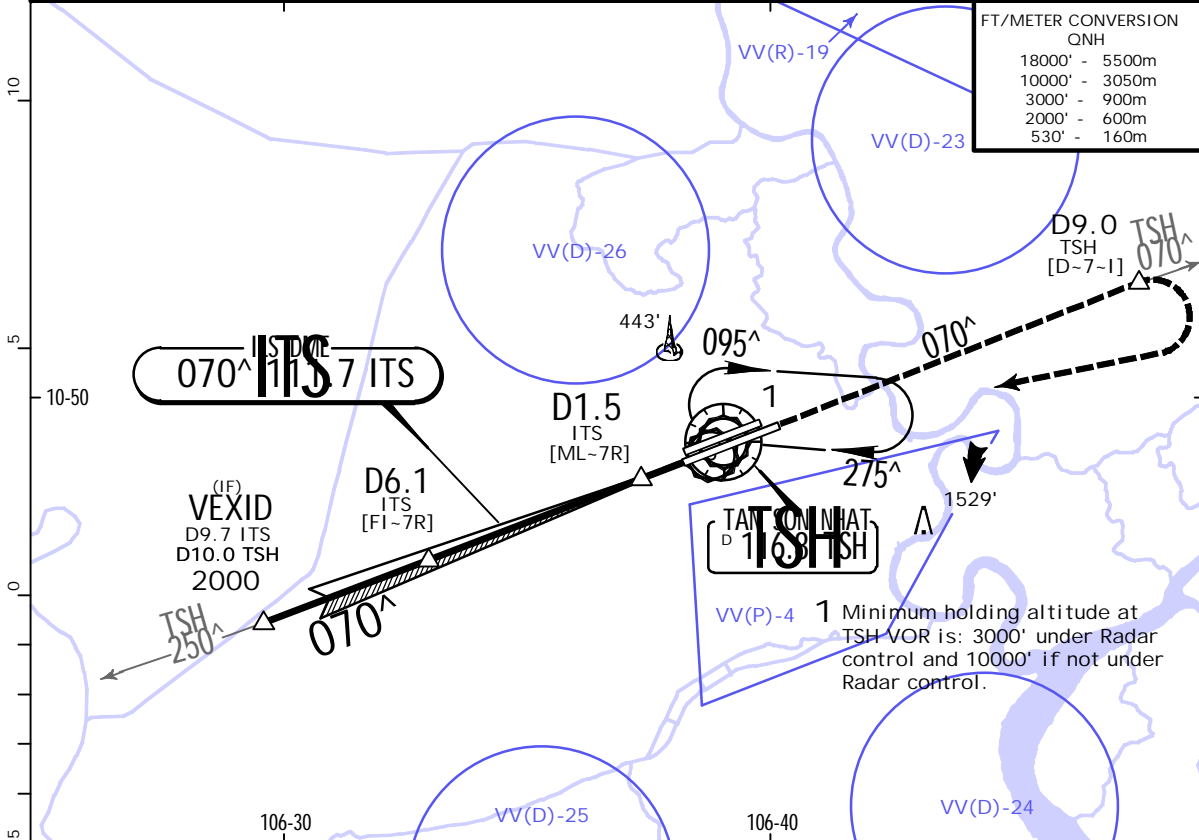 FT/METER CONVERSION
QNH
18000' - 5500m
10000' - 3050m
3000' - 900m
2000' - 600m
530' - 160m
VV(R)-19
VV(D)-23
10
D9.0
TSH
[D~7~I]
TSH
070^
VV(D)-26
443'
095^
070^
5
ILS DME
ITS
070^ 111.7 ITS
10-50
1
D1.5
ITS
[ML~7R]
275^
(IF)
VEXID
D9.7 ITS
D10.0 TSH
2000
D6.1
ITS
[FI~7R]
1529'
TAN SON NHAT
TSH
D 116.8 TSH
0
TSH
250^
070^
VV(P)-4
1 Minimum holding altitude at
TSH VOR is: 3000' under Radar
control and 10000' if not under
Radar control.
VV(D)-25
VV(D)-24
5
106-30
106-40